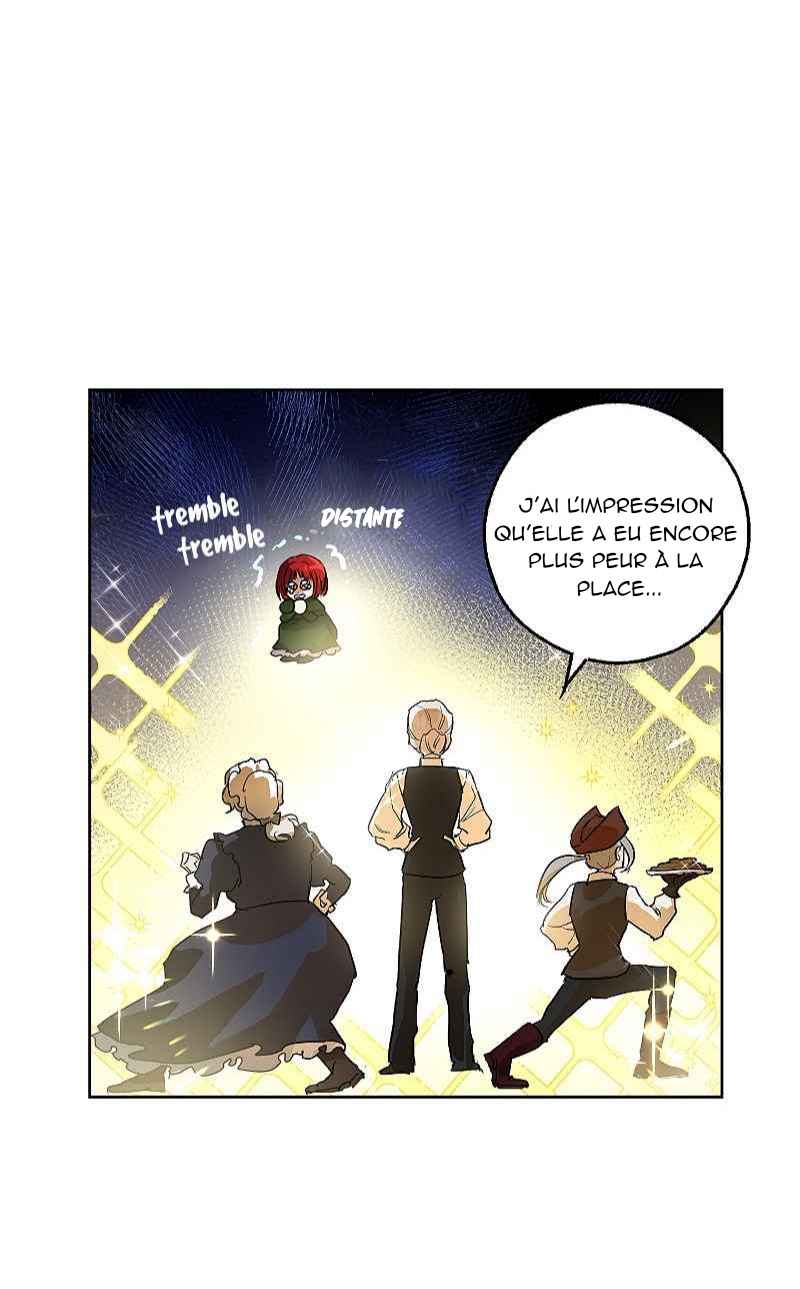 tremble
tremble
DISTANTE
J'AI L'IMPRESSION
QU'ELLE A EU ENCORE
PLUS PEUR À LA
PLACE...